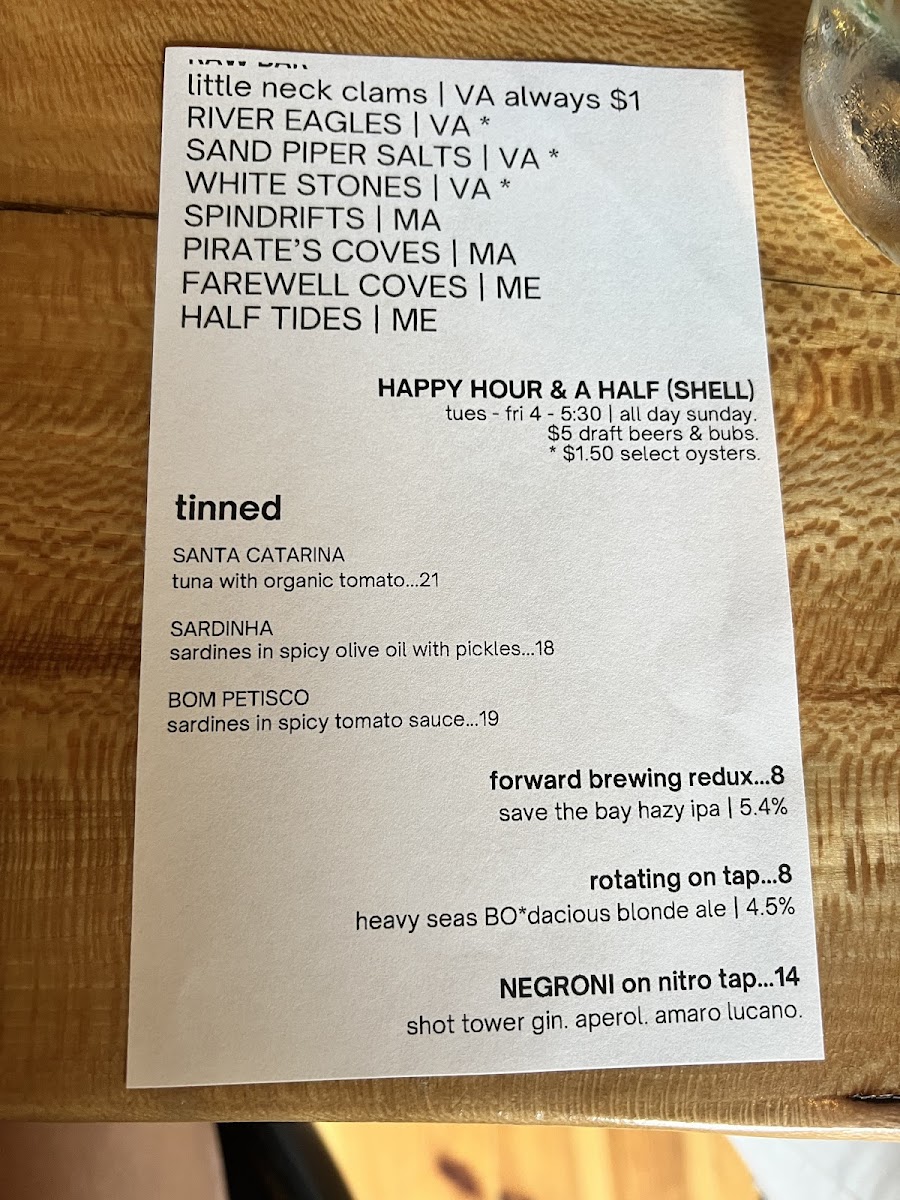 RAW BAR
little neck clams | VA always $1
RIVER EAGLES | VA *
SAND PIPER SALTS | VA *
WHITE STONES | VA *
SPINDRIFTS | MA
PIRATE'S COVES | MA
FAREWELL COVES | ME
HALF TIDES | ME
HAPPY HOUR & A HALF (SHELL)
tues - fri 4 - 5:30 | all day sunday.
$5 draft beers & bubs.
* $1.50 select oysters.
tinned
SANTA CATARINA
tuna with organic tomato...21
SARDINHA
sardines in spicy olive oil with pickles...18
BOM PETISCO
sardines in spicy tomato sauce...19
forward brewing redux...8
save the bay hazy ipa | 5.4%
rotating on tap...8
heavy seas BO*dacious blonde ale | 4.5%
NEGRONI on nitro tap...14
shot tower gin. aperol. amaro lucano.